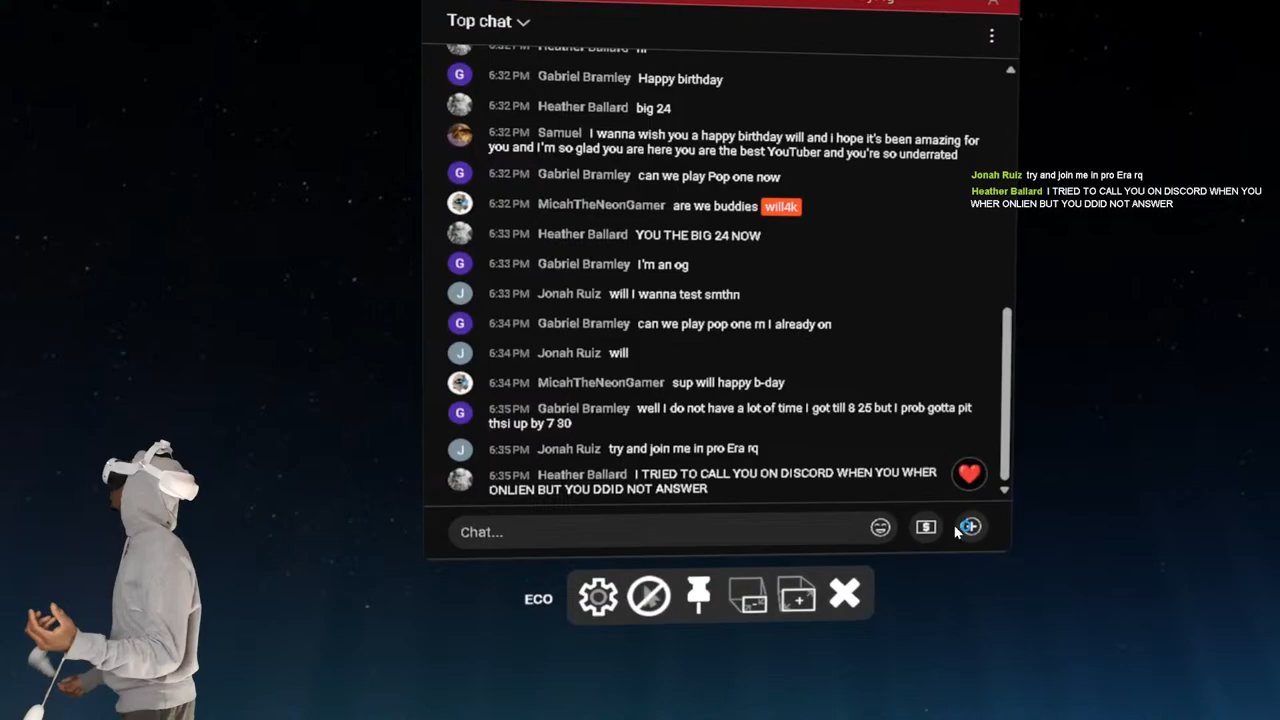 Top chat
6:32 PM Gabriel Bramley Happy birthday
6:32 PM Heather Ballard big 24
6:32 PM Samuel I wanna wish you a happy birthday will and i hope it's been amazing for
you and I'm so glad you are here you are the best YouTuber and you're so underrated
Jonah Ruiz try and join me in pro Era rq
6:32 PM Gabriel Bramley can we play Pop one now
Heather Ballard I TRIED TO CALL YOU ON DISCORD WHEN YOU
WHER ONLIEN BUT YOU DDID NOT ANSWER
6:32 PM MicahTheNeonGamer are we buddies will4k
6:33 PM Heather Ballard YOU THE BIG 24 NOW
6:33 PM Gabriel Bramley I'm an og
6:33 PM Jonah Ruiz will I wanna test smthn
6:34 PM Gabriel Bramley can we play pop one rn I already on
6:34 PM Jonah Ruiz will
6:34 PM MicahTheNeonGamer sup will happy b-day
6:35 PM Gabriel Bramley well I do not have a lot of time I got till 8 25 but I prob gotta pit
thsi up by 7 30
6:35 PM Jonah Ruiz try and join me in pro Era rq
6:35 PM Heather Ballard I TRIED TO CALL YOU ON DISCORD WHEN YOU WHER
ONLIEN BUT YOU DDID NOT ANSWER
Chat...
ECO